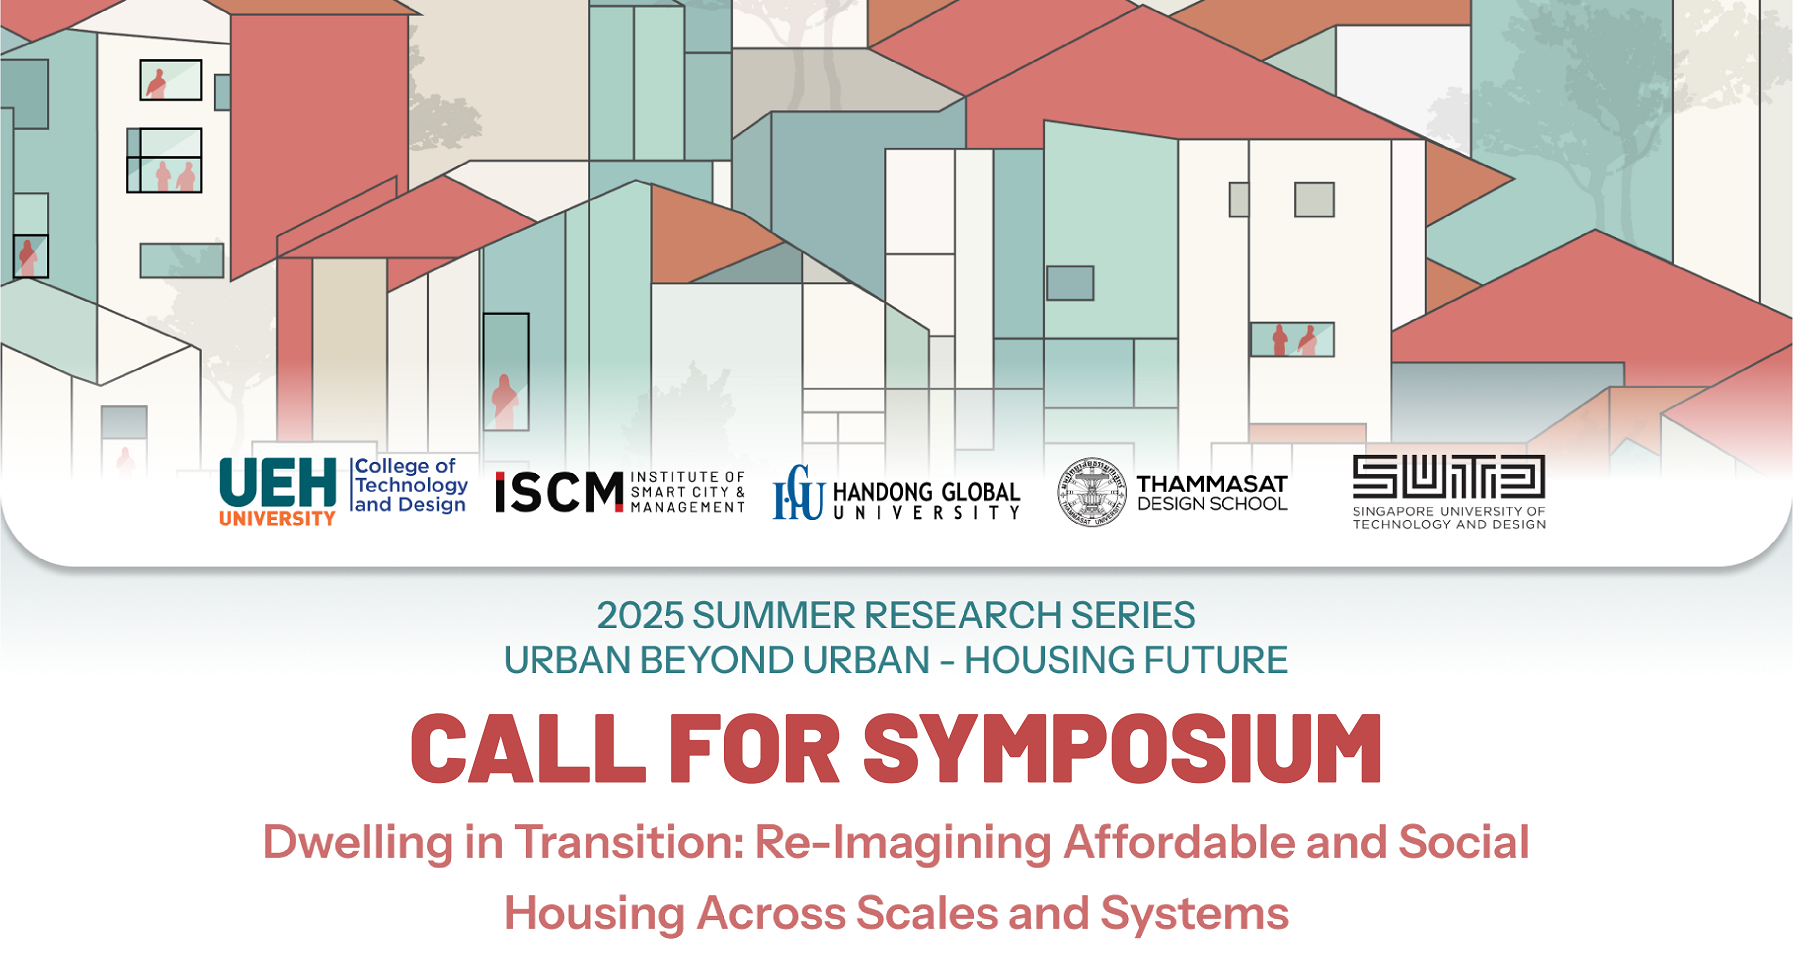 UEH
UNIVERSITY
College of
Technology
and Design
ISCM
INSTITUTE OF
SMART CITY &
MANAGEMENT
HGU
HANDONG GLOBAL
UNIVERSITY
THAMMASAT
DESIGN SCHOOL
SUTD
SINGAPORE UNIVERSITY OF
TECHNOLOGY AND DESIGN
2025 SUMMER RESEARCH SERIES
URBAN BEYOND URBAN - HOUSING FUTURE
CALL FOR SYMPOSIUM
Dwelling in Transition: Re-Imagining Affordable and Social
Housing Across Scales and Systems